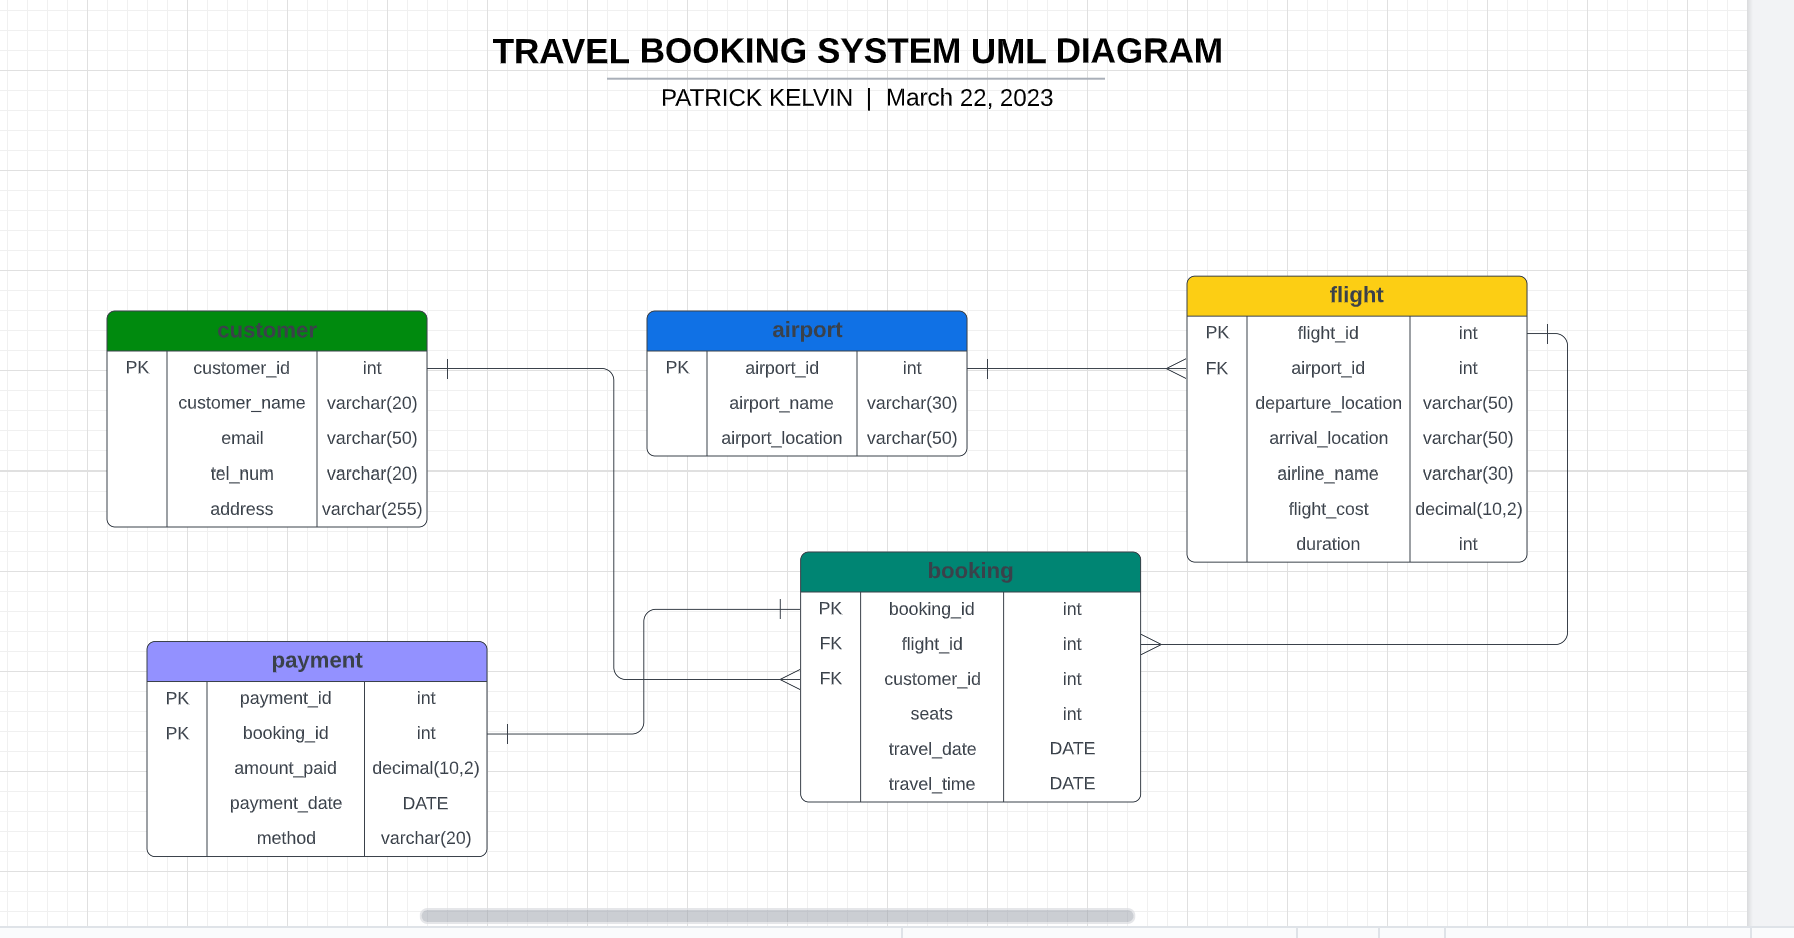 TRAVEL BOOKING SYSTEM UML DIAGRAM
PATRICK KELVIN | March 22, 2023
customer
PK customer_id int
customer_name varchar(20)
email varchar(50)
tel_num varchar(20)
address varchar(255)
airport
PK airport_id int
airport_name varchar(30)
airport_location varchar(50)
flight
PK flight_id int
FK airport_id int
departure_location varchar(50)
arrival_location varchar(50)
airline_name varchar(30)
flight_cost decimal(10,2)
duration int
booking
PK booking_id int
FK flight_id int
FK customer_id int
seats int
travel_date DATE
travel_time DATE
payment
PK payment_id int
PK booking_id int
amount_paid decimal(10,2)
payment_date DATE
method varchar(20)